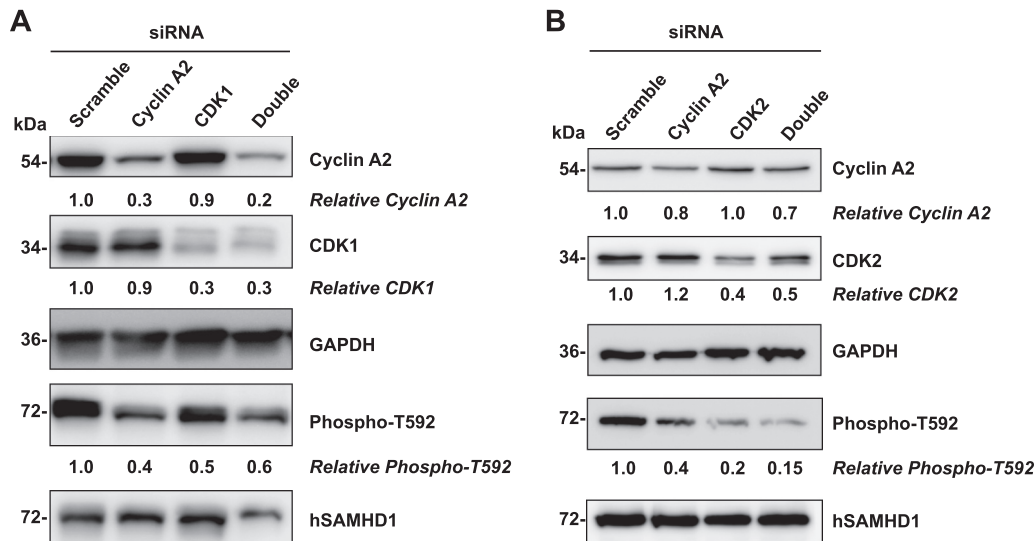 A
siRNA
Scramble
Cyclin A2
CDK1
Double
kDa
54- Cyclin A2
1.0 0.3 0.9 0.2 Relative Cyclin A2
34- CDK1
1.0 0.9 0.3 0.3 Relative CDK1
36- GAPDH
72- Phospho-T592
1.0 0.4 0.5 0.6 Relative Phospho-T592
72- hSAMHD1
B
siRNA
Scramble
Cyclin A2
CDK2
Double
kDa
54- Cyclin A2
1.0 0.8 1.0 0.7 Relative Cyclin A2
34- CDK2
1.0 1.2 0.4 0.5 Relative CDK2
36- GAPDH
72- Phospho-T592
1.0 0.4 0.2 0.15 Relative Phospho-T592
72- hSAMHD1